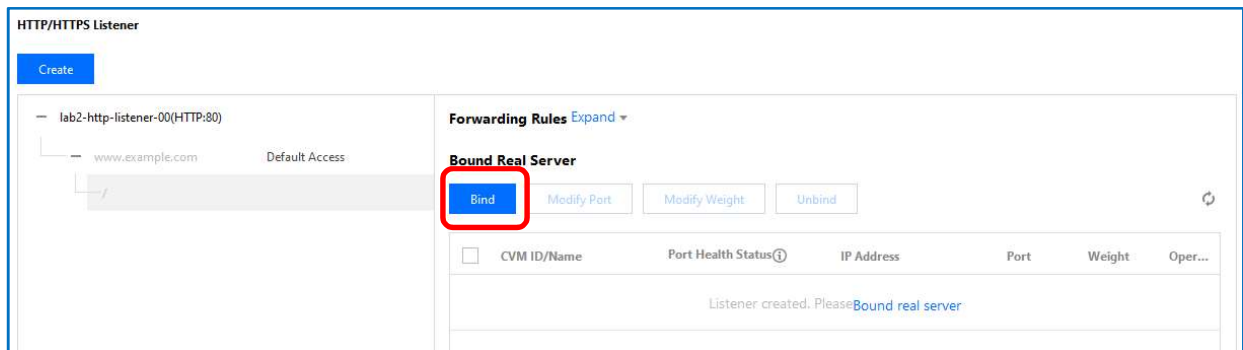 HTTP/HTTPS Listener
Create
lab2-http-listener-00(HTTP:80)
www.example.com Default Access
/
Forwarding Rules Expand
Bound Real Server
Bind Modify Port Modify Weight Unbind
CVM ID/Name Port Health Status IP Address Port Weight Oper...
Listener created. PleaseBound real server